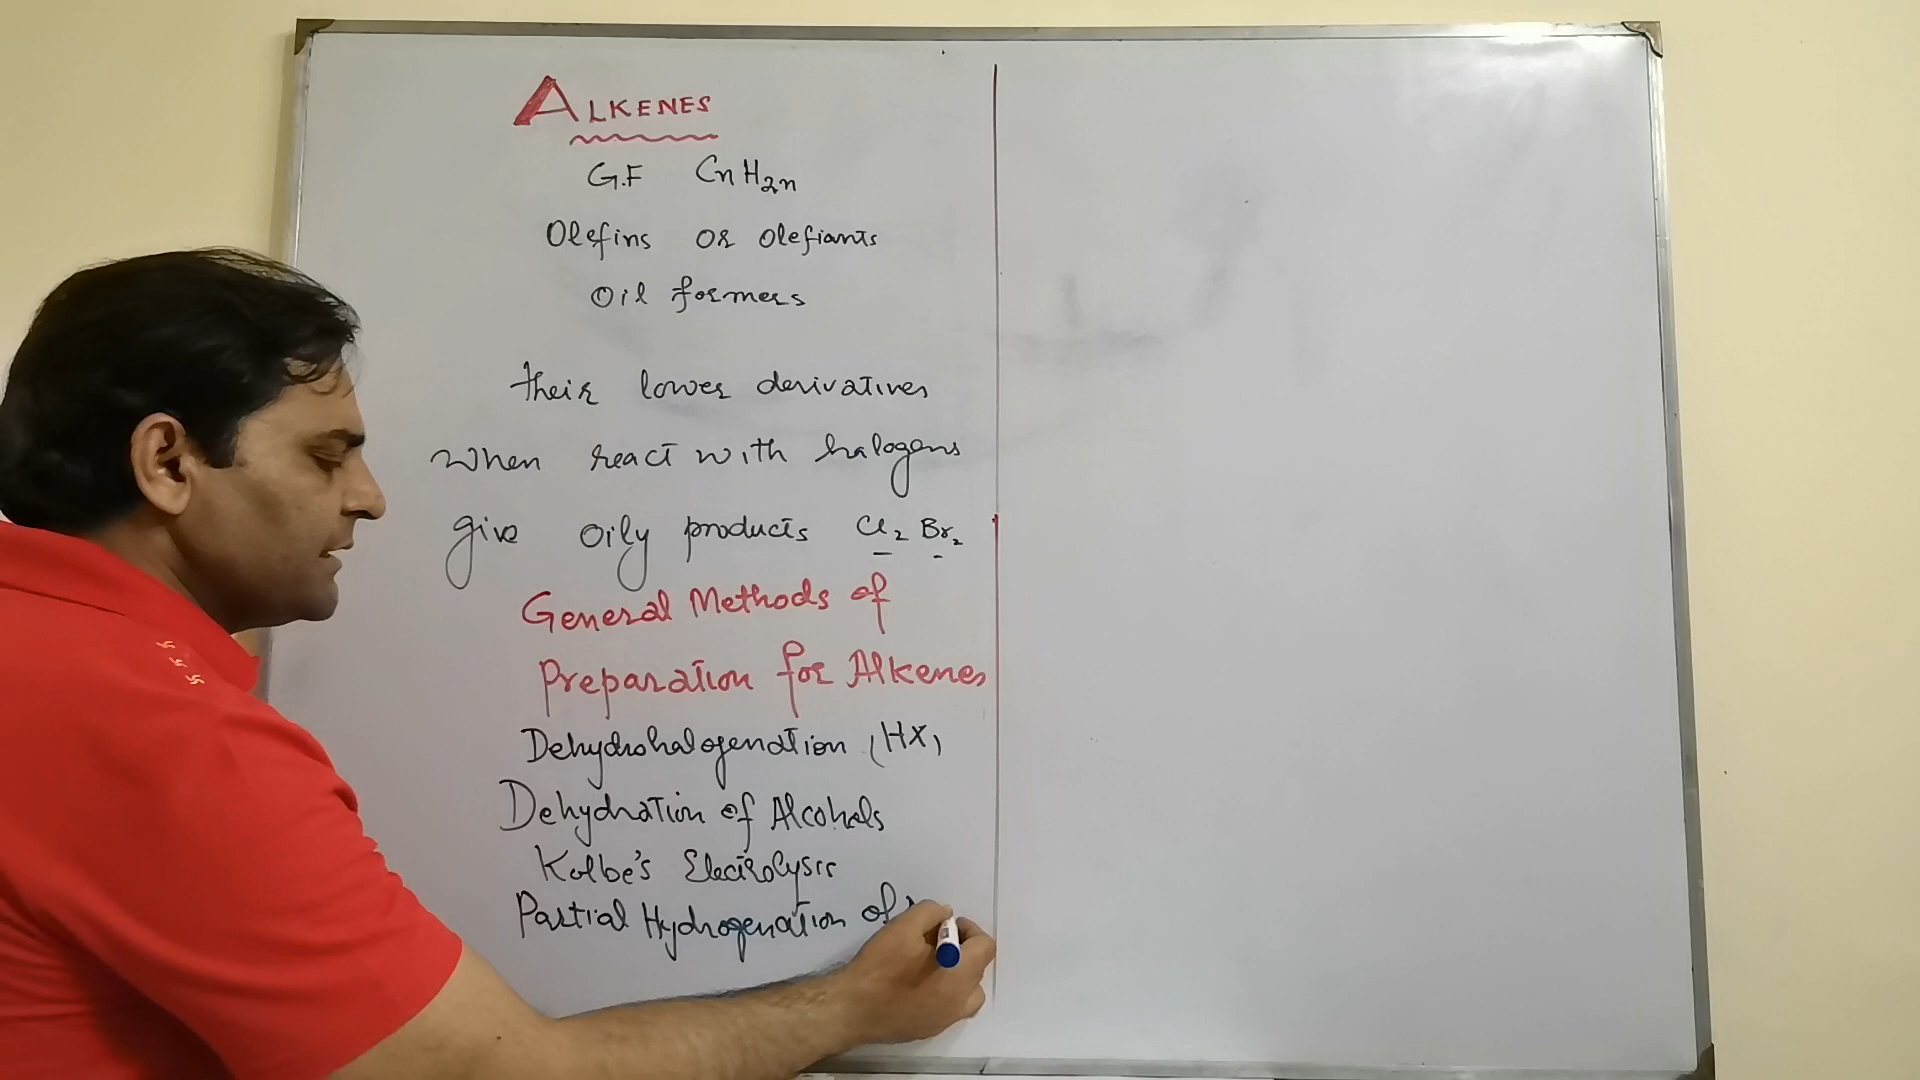 ALKENES
G.F CnH2n
Olefins or olefiants
Oil formers
their lower derivatives
When react with halogens
give oily products Cl2 Br2
General Methods of
Preparation for Alkenes
Dehydrohalogenation (HX)
Dehydration of Alcohols
Kolbe's Electrolysis
Partial Hydrogenation of